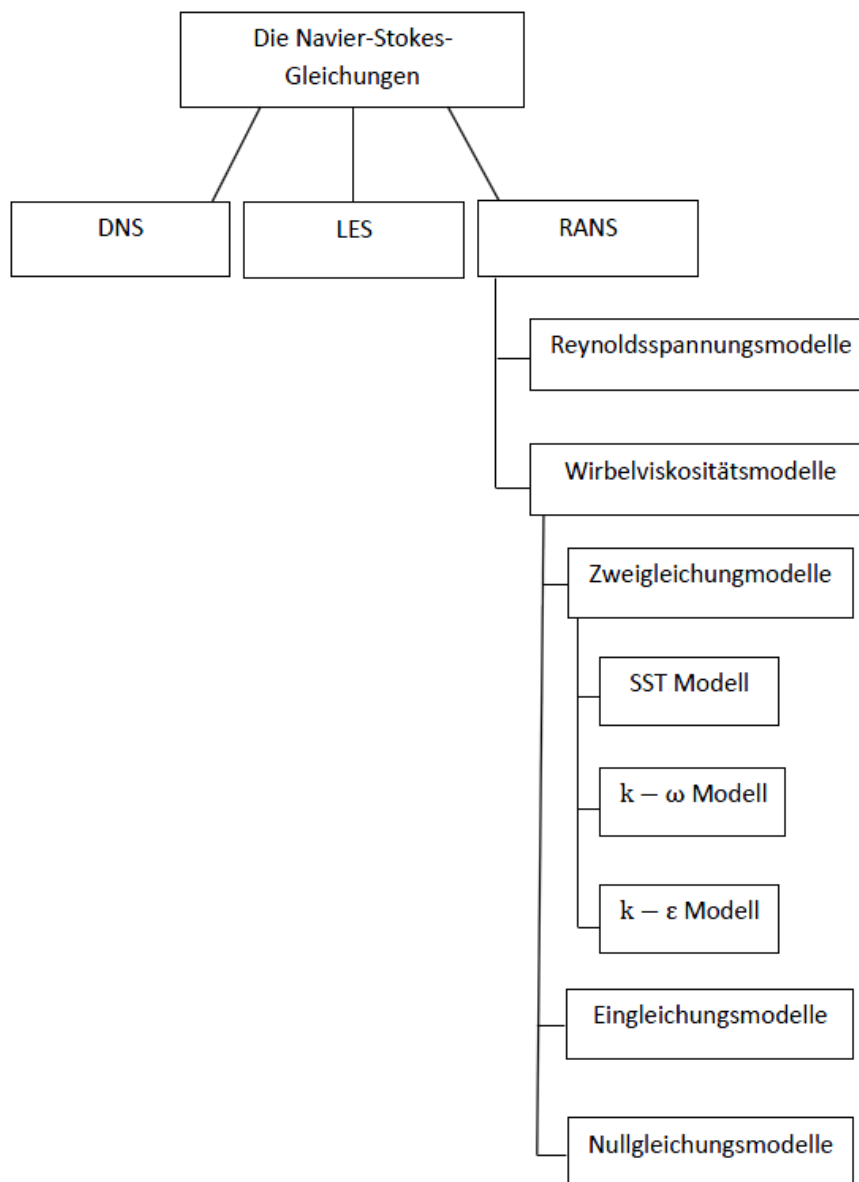 Die Navier-Stokes-
Gleichungen
DNS
LES
RANS
Reynoldsspannungsmodelle
Wirbelviskositätsmodelle
Zweigleichungmodelle
SST Modell
k − ω Modell
k − ε Modell
Eingleichungsmodelle
Nullgleichungsmodelle